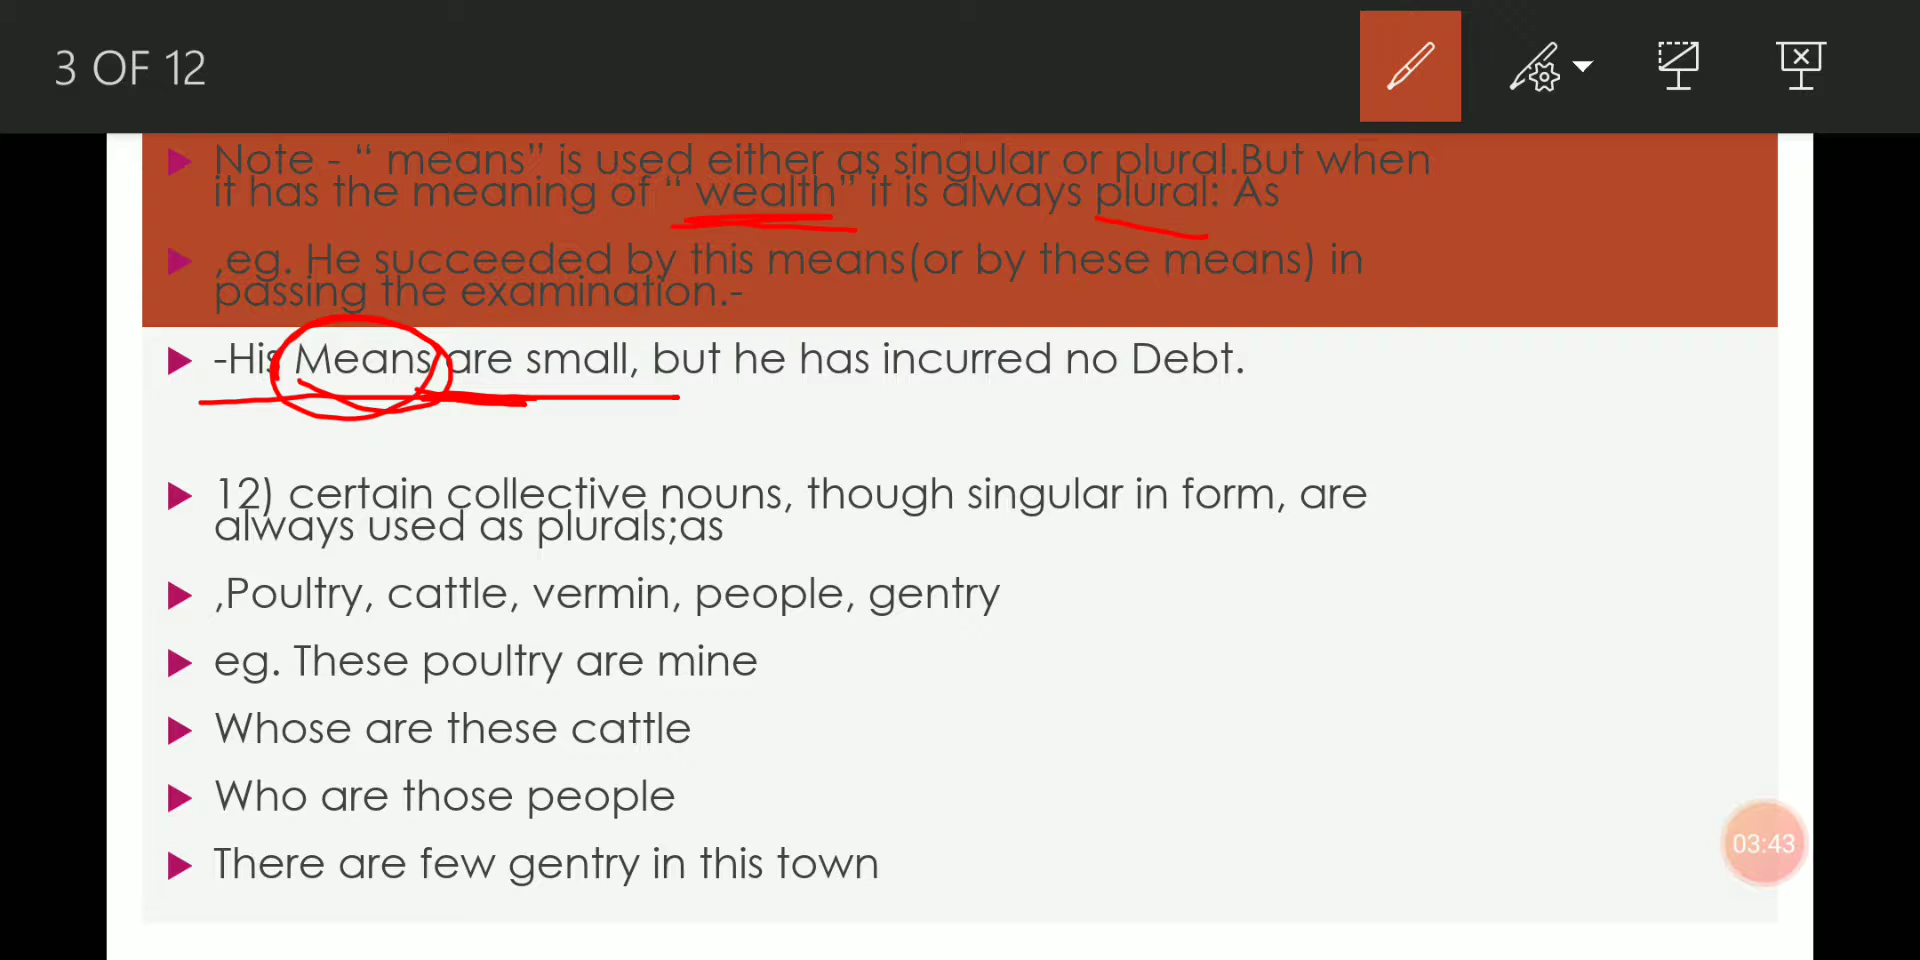 3 OF 12
Note - “ means” is used either as singular or plural.But when
it has the meaning of “ wealth” it is always plural: As
,eg. He succeeded by this means(or by these means) in
passing the examination.-
-His Means are small, but he has incurred no Debt.
12) certain collective nouns, though singular in form, are
always used as plurals;as
,Poultry, cattle, vermin, people, gentry
eg. These poultry are mine
Whose are these cattle
Who are those people
There are few gentry in this town
03:43